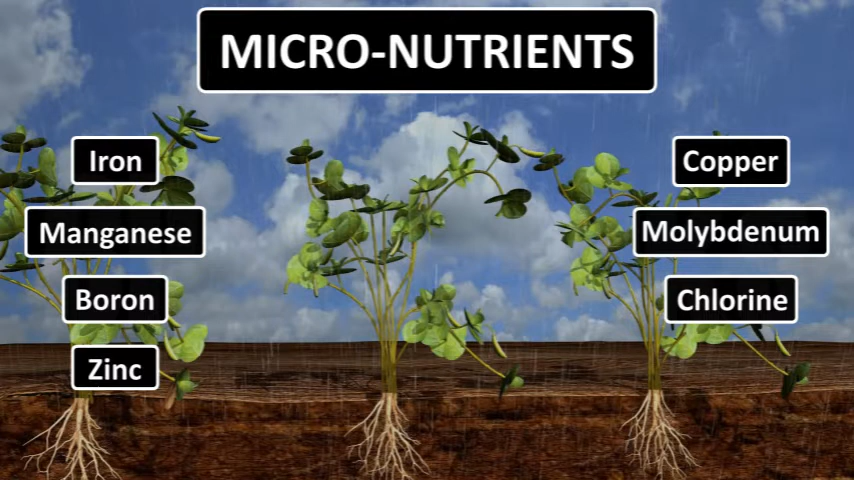 MICRO-NUTRIENTS
Iron
Manganese
Boron
Zinc
Copper
Molybdenum
Chlorine